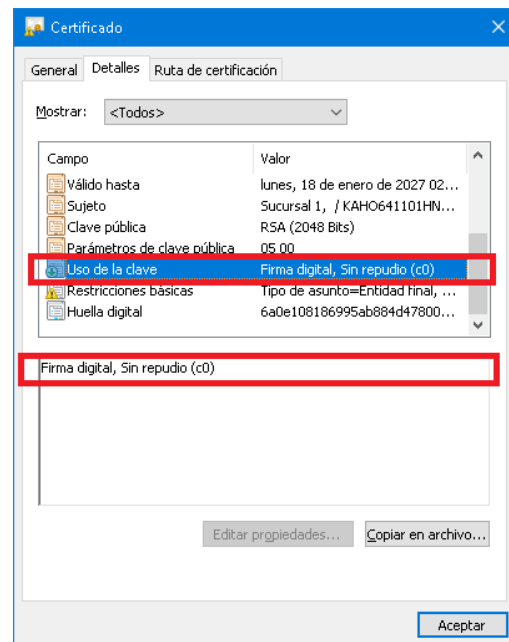 Certificado
General Detalles Ruta de certificación
Mostrar: <Todos>
Campo Valor
Válido hasta lunes, 18 de enero de 2027 02...
Sujeto Sucursal 1, / KAHO641101HN...
Clave pública RSA (2048 Bits)
Parámetros de clave pública 05 00
Uso de la clave Firma digital, Sin repudio (c0)
Restricciones básicas Tipo de asunto=Entidad final, ...
Huella digital 6a0e108186995ab884d47800...
Firma digital, Sin repudio (c0)
Editar propiedades... Copiar en archivo...
Aceptar